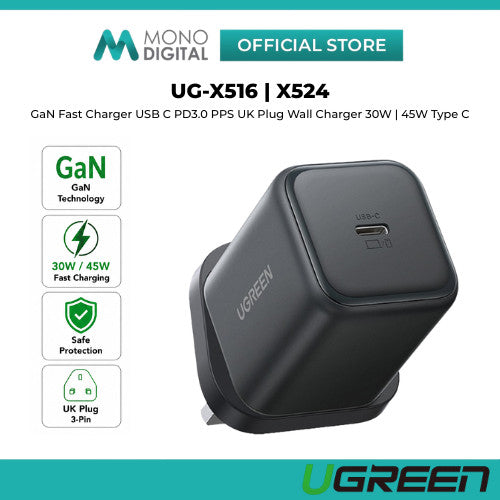 MONO
DIGITAL
OFFICIAL STORE
UG-X516 | X524
GaN Fast Charger USB C PD3.0 PPS UK Plug Wall Charger 30W | 45W Type C
GaN
GaN
Technology
30W / 45W
Fast Charging
Safe
Protection
UK Plug
3-Pin
USB-C
UGREEN
UGREEN